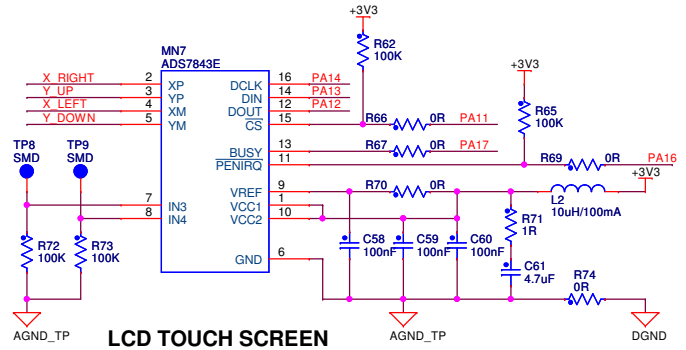 +3V3
R62
100K
MN7
ADS7843E
+3V3
X_RIGHT 2 XP DCLK 16 PA14
Y_UP 3 YP DIN 14 PA13
X_LEFT 4 XM DOUT 12 PA12
Y_DOWN 5 YM CS 15
R65
100K
R66 0R PA11
TP8
SMD
TP9
SMD
BUSY 13 R67 0R PA17
PENIRQ 11 R69 0R PA16
+3V3
7 IN3 VREF 9 R70 0R
8 IN4 VCC1 1
VCC2 10
L2
10uH/100mA
R71
1R
R72
100K
R73
100K
C58
100nF
C59
100nF
C60
100nF
GND 6
C61
4.7uF
R74
0R
AGND_TP
LCD TOUCH SCREEN
AGND_TP
DGND